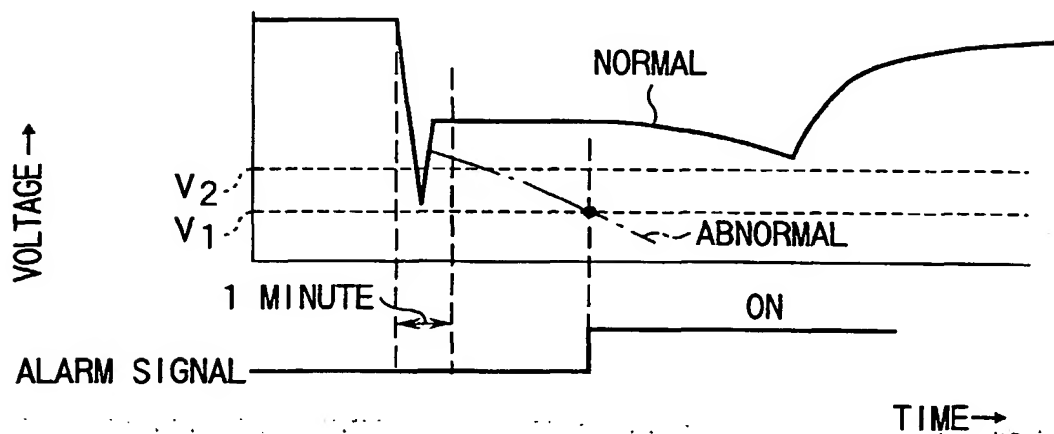 NORMAL
VOLTAGE→
V2
V1
ABNORMAL
1 MINUTE
ON
ALARM SIGNAL
TIME→